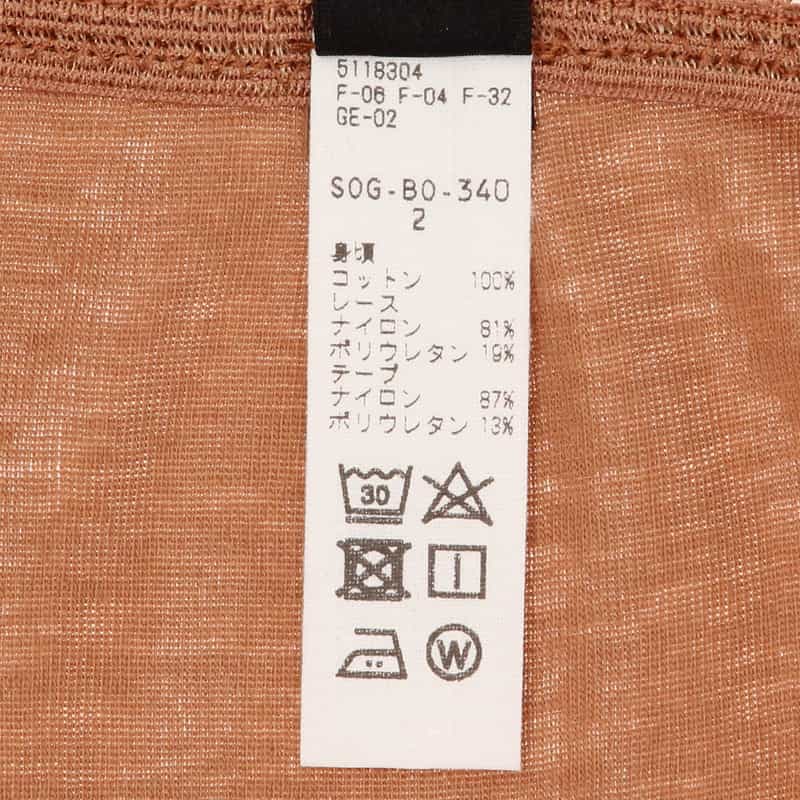 5118304
F-06 F-04 F-32
GE-02
SOG-BO-340
2
身頃
コットン 100%
レース
ナイロン 81%
ポリウレタン 19%
テープ
ナイロン 87%
ポリウレタン 13%
30
W